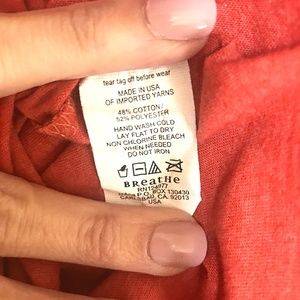 tear tag off before wear
MADE IN USA
OF IMPORTED YARNS
48% COTTON/
52% POLYESTER
HAND WASH COLD
LAY FLAT TO DRY
NON CHLORINE BLEACH
WHEN NEEDED
DO NOT IRON
BREATHE
P.O. BOX 130430
CARLSBAD, CA. 92013
USA